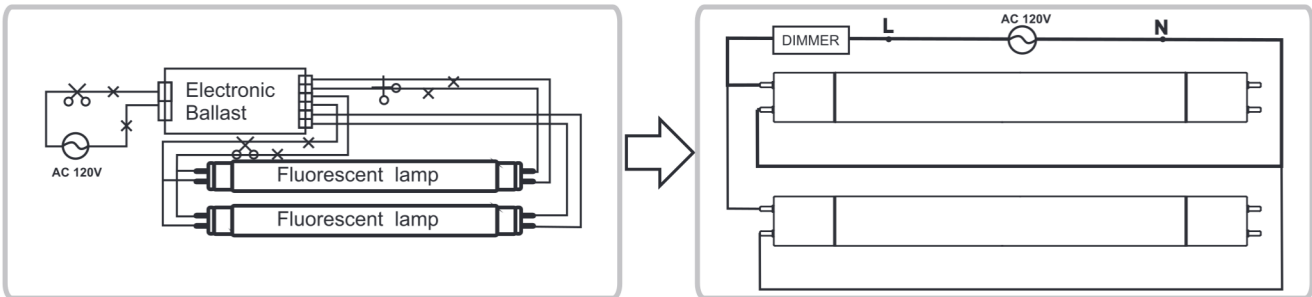 Electronic
Ballast
AC 120V
Fluorescent lamp
Fluorescent lamp
DIMMER
L
AC 120V
N